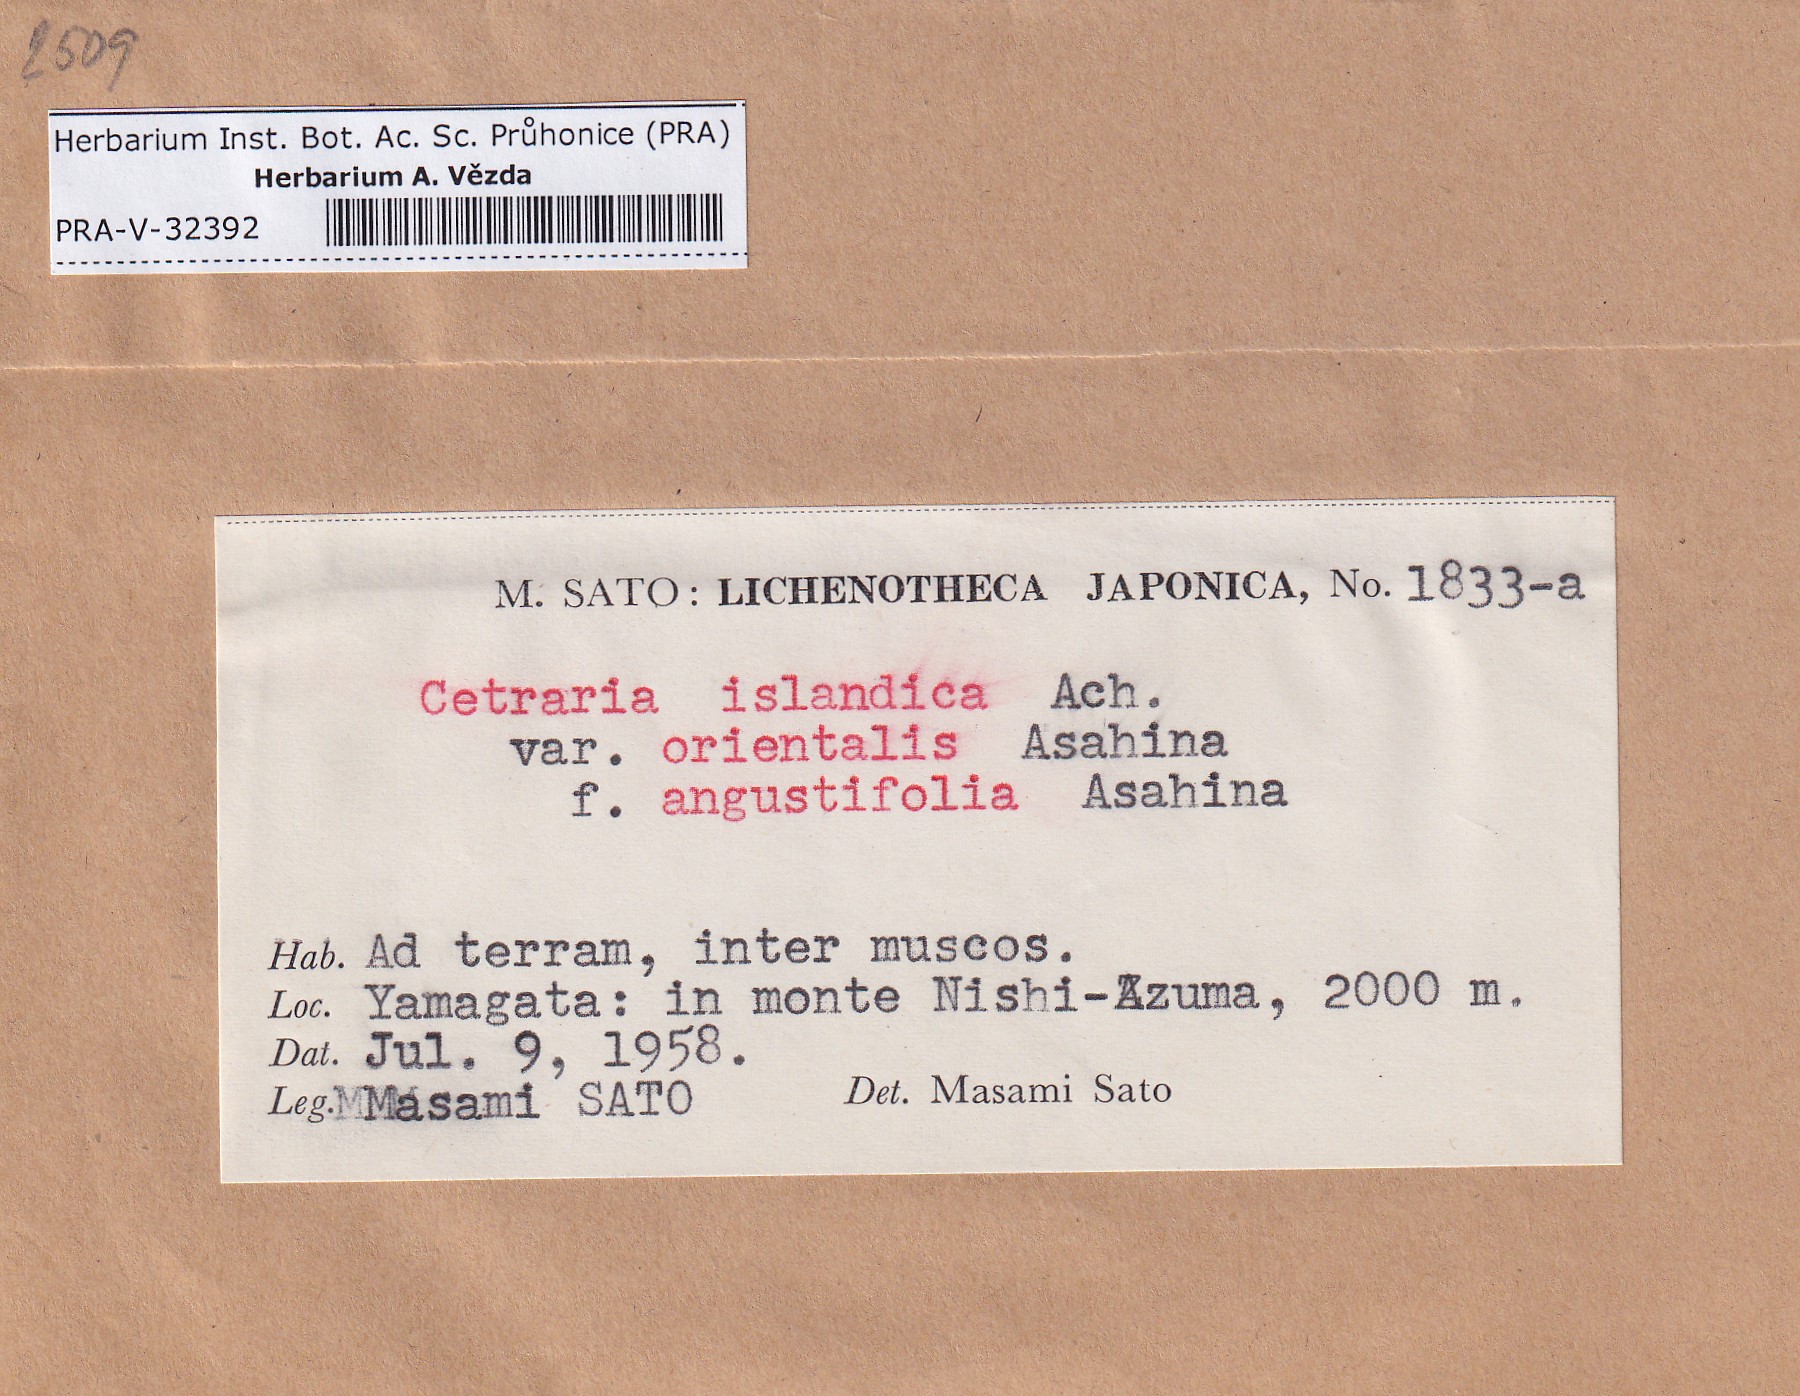 2509
Herbarium Inst. Bot. Ac. Sc. Průhonice (PRA)
Herbarium A. Vězda
PRA-V-32392
M. SATO: LICHENOTHECA JAPONICA, No. 1833-a
Cetraria islandica Ach.
var. orientalis Asahina
f. angustifolia Asahina
Hab. Ad terram, inter muscos.
Loc. Yamagata: in monte Nishi-Azuma, 2000 m.
Dat. Jul. 9, 1958.
Leg. Masami SATO Det. Masami Sato